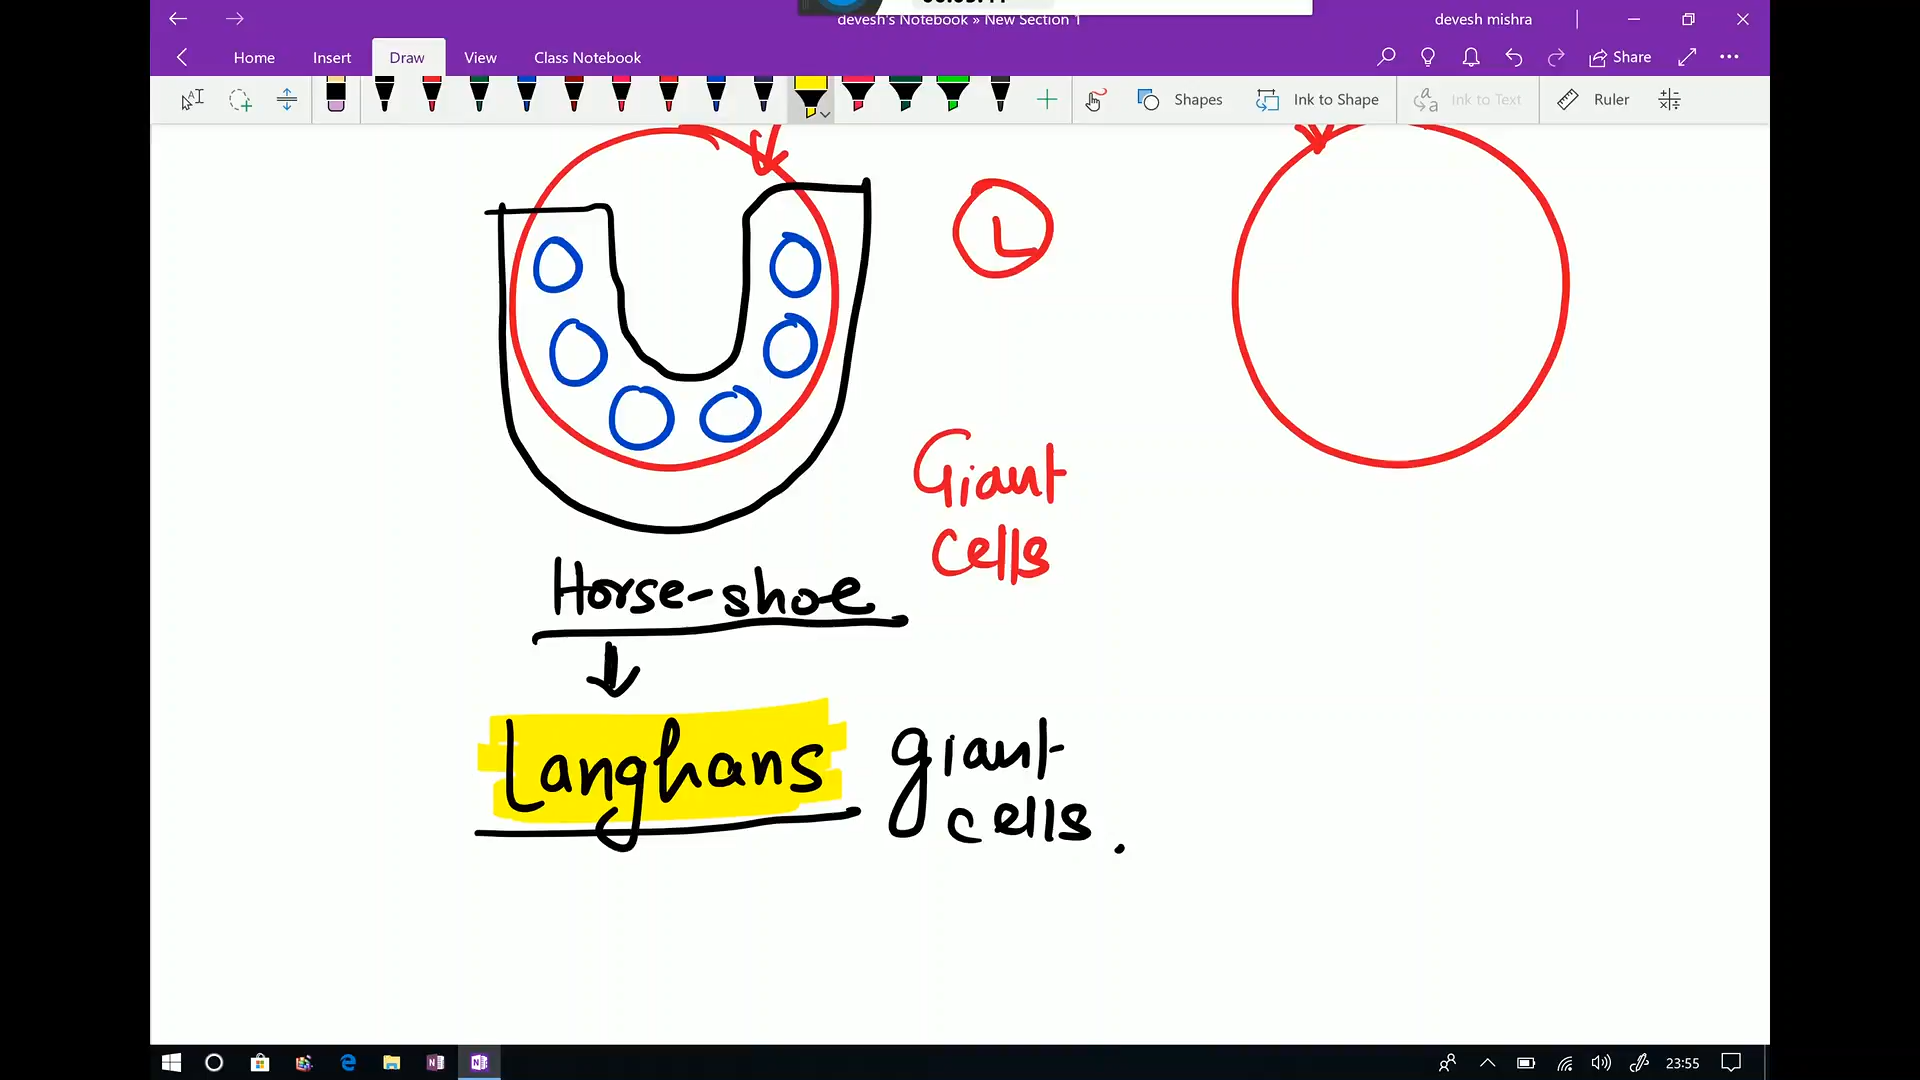 devesh's Notebook » New Section 1
devesh mishra
Home Insert Draw View Class Notebook
Share
Shapes Ink to Shape Ink to Text Ruler
L
Giant
cells
Horse-shoe
Langhans giant
cells.
23:55